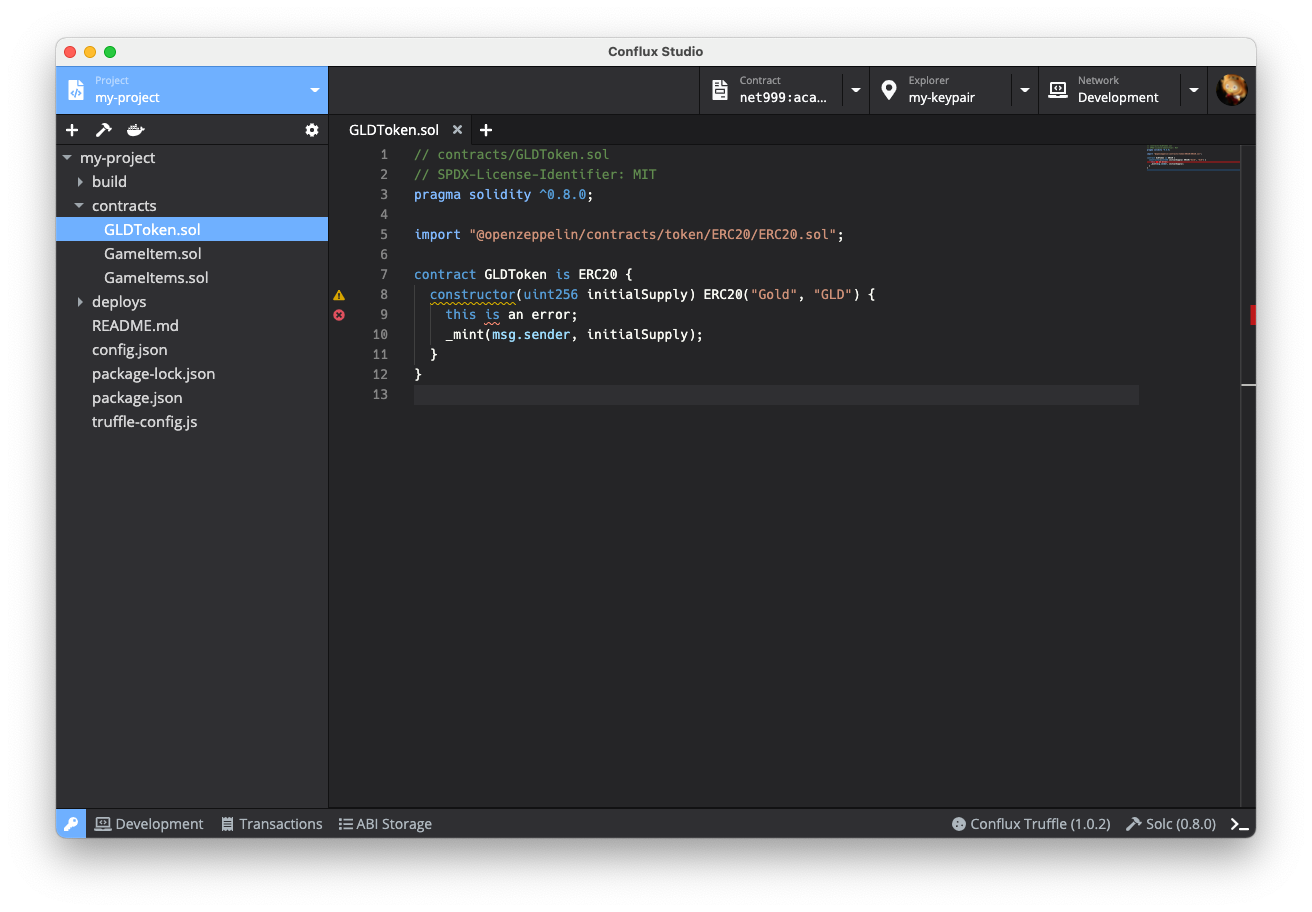 Conflux Studio
Project
my-project
Contract
net999:aca...
Explorer
my-keypair
Network
Development
GLDToken.sol
my-project
build
contracts
GLDToken.sol
GameItem.sol
GameItems.sol
deploys
README.md
config.json
package-lock.json
package.json
truffle-config.js
1 // contracts/GLDToken.sol
2 // SPDX-License-Identifier: MIT
3 pragma solidity ^0.8.0;
4
5 import "@openzeppelin/contracts/token/ERC20/ERC20.sol";
6
7 contract GLDToken is ERC20 {
8 constructor(uint256 initialSupply) ERC20("Gold", "GLD") {
9 this is an error;
10 _mint(msg.sender, initialSupply);
11 }
12 }
13
Development
Transactions
ABI Storage
Conflux Truffle (1.0.2)
Solc (0.8.0)